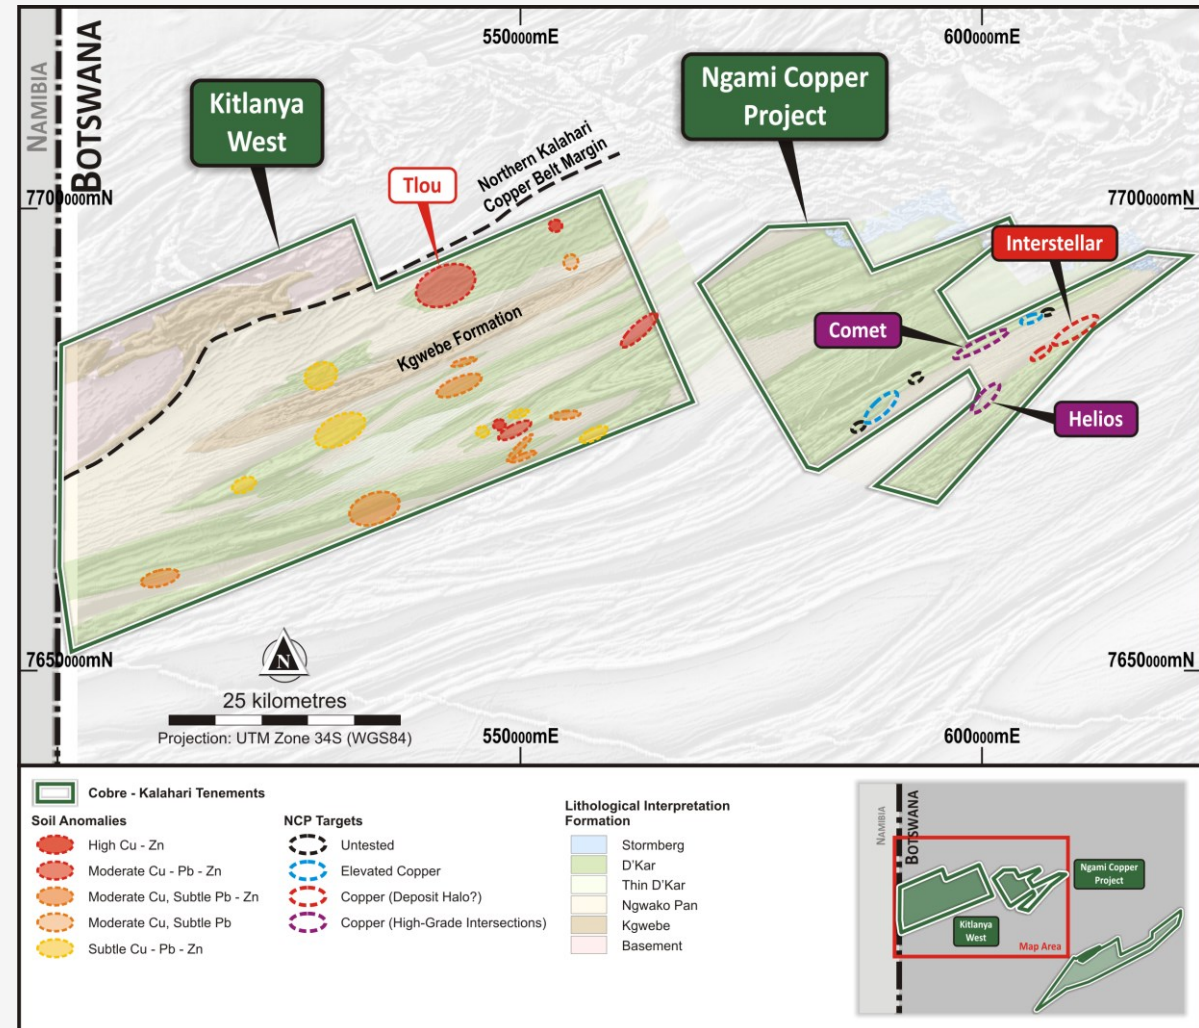 550000mE
600000mE
NAMIBIA
BOTSWANA
Kitlanya
West
Ngami Copper
Project
Northern Kalahari
Copper Belt Margin
Tlou
7700000mN
7700000mN
Interstellar
Kgwebe Formation
Comet
Helios
7650000mN
7650000mN
N
25 kilometres
Projection: UTM Zone 34S (WGS84)
550000mE
600000mE
Cobre - Kalahari Tenements
Soil Anomalies
High Cu - Zn
Moderate Cu - Pb - Zn
Moderate Cu, Subtle Pb - Zn
Moderate Cu, Subtle Pb
Subtle Cu - Pb - Zn
NCP Targets
Untested
Elevated Copper
Copper (Deposit Halo?)
Copper (High-Grade Intersections)
Lithological Interpretation
Formation
Stormberg
D'Kar
Thin D'Kar
Ngwako Pan
Kgwebe
Basement
NAMIBIA
BOTSWANA
Ngami Copper
Project
Kitlanya
West
Map Area